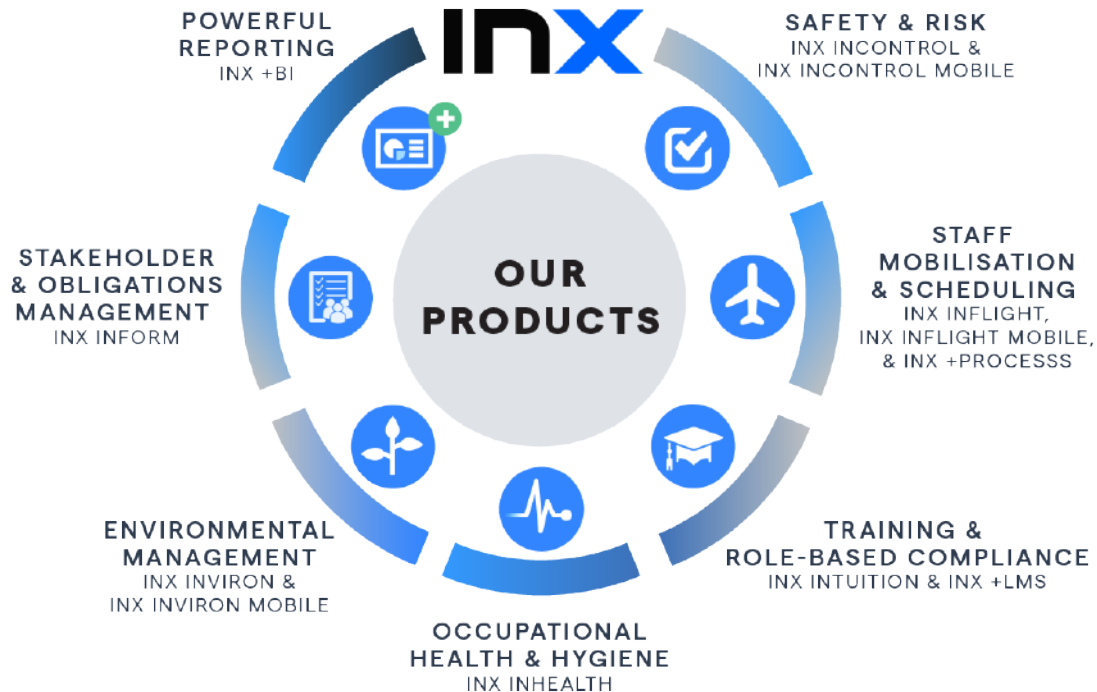 INX
POWERFUL
REPORTING
INX +BI
SAFETY & RISK
INX INCONTROL &
INX INCONTROL MOBILE
STAKEHOLDER
& OBLIGATIONS
MANAGEMENT
INX INFORM
OUR
PRODUCTS
STAFF
MOBILISATION
& SCHEDULING
INX INFLIGHT,
INX INFLIGHT MOBILE,
& INX +PROCESSS
ENVIRONMENTAL
MANAGEMENT
INX INVIRON &
INX INVIRON MOBILE
TRAINING &
ROLE-BASED COMPLIANCE
INX INTUITION & INX +LMS
OCCUPATIONAL
HEALTH & HYGIENE
INX INHEALTH